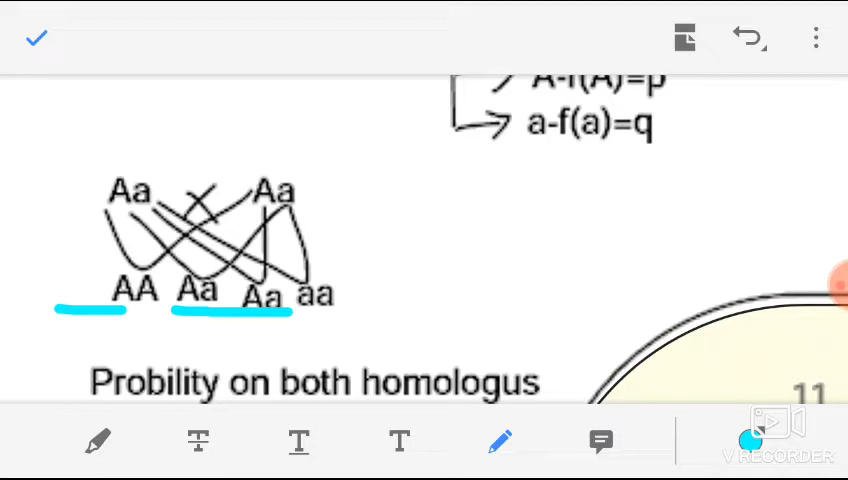 A-f(A)=p
a-f(a)=q
Aa × Aa
AA Aa Aa aa
Probility on both homologus
11
T T T
V RECORDER